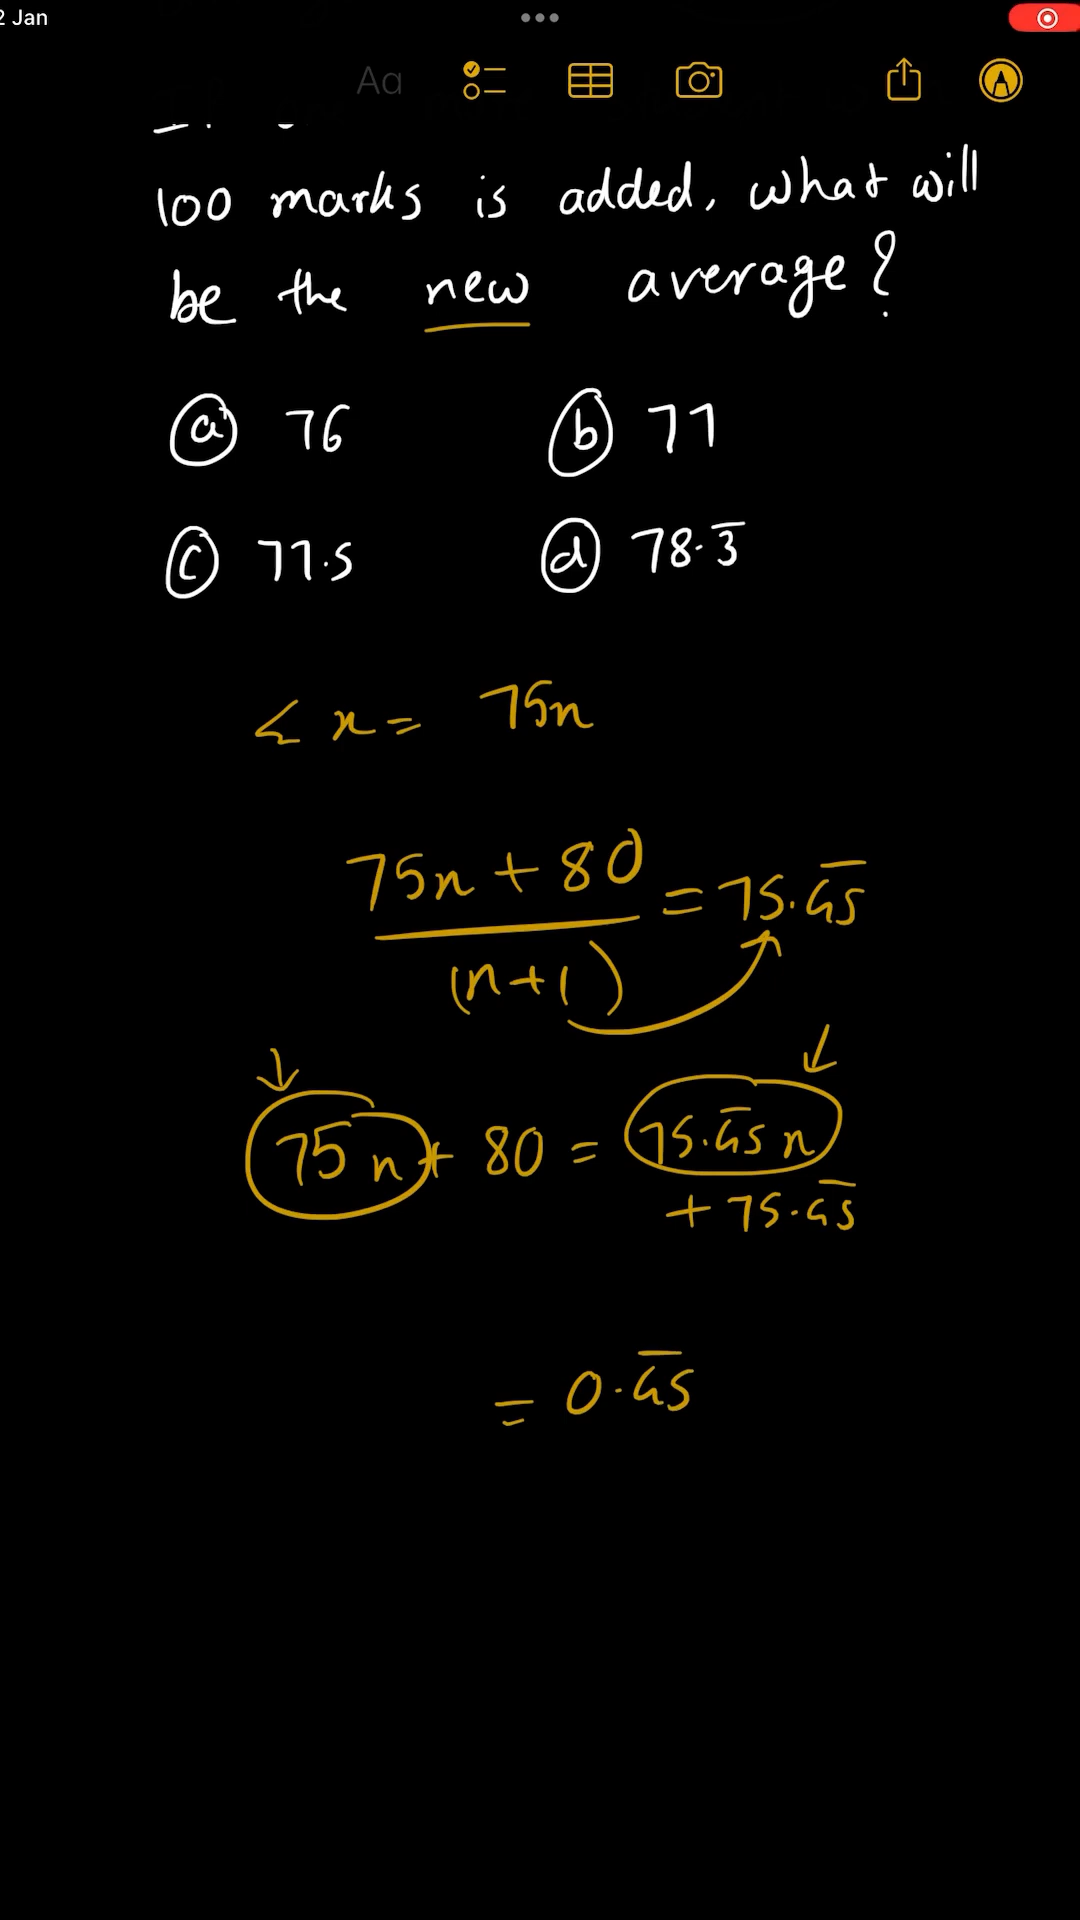 2 Jan
Aa
100 marks is added, what will
be the new average?
(a) 76 (b) 77
(c) 77.5 (d) 78.3̅
Σx = 75n
75n + 80
= 75.4̅5̅
(n+1)
75n + 80 = 75.4̅5̅n
+ 75.4̅5̅
= 0.4̅5̅